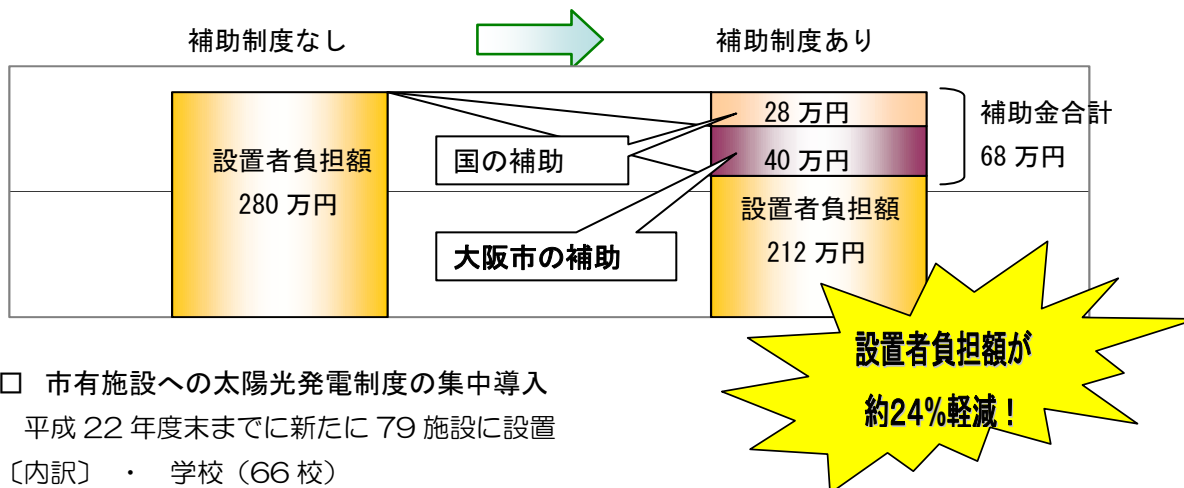 補助制度なし
補助制度あり
設置者負担額
280 万円
国の補助
大阪市の補助
28 万円
40 万円
設置者負担額
212 万円
補助金合計
68 万円
設置者負担額が
約24%軽減!
□ 市有施設への太陽光発電制度の集中導入
平成 22 年度末までに新たに 79 施設に設置
〔内訳〕 ・ 学校（66 校）